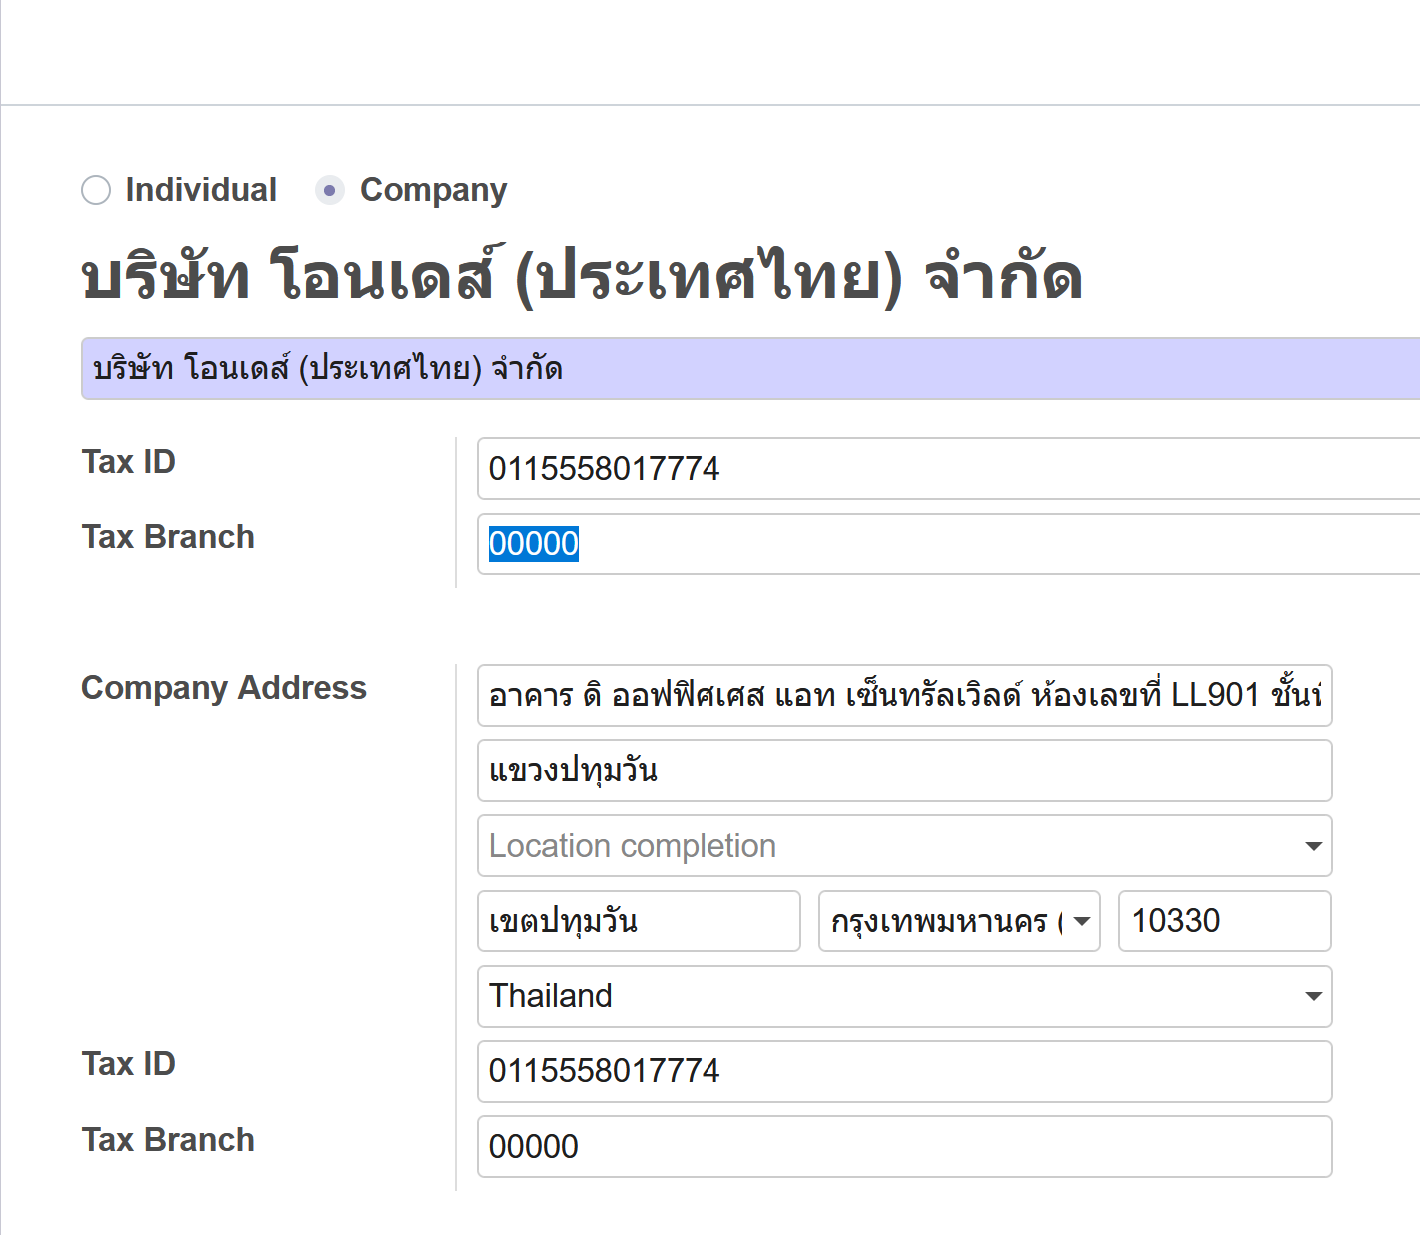 Individual Company
บริษัท โอนเดส์ (ประเทศไทย) จำกัด
บริษัท โอนเดส์ (ประเทศไทย) จำกัด
Tax ID 0115558017774
Tax Branch 00000
Company Address อาคาร ดิ ออฟฟิศเศส แอท เซ็นทรัลเวิลด์ ห้องเลขที่ LL901
แขวงปทุมวัน
Location completion
เขตปทุมวัน กรุงเทพมหานคร ( 10330
Thailand
Tax ID 0115558017774
Tax Branch 00000